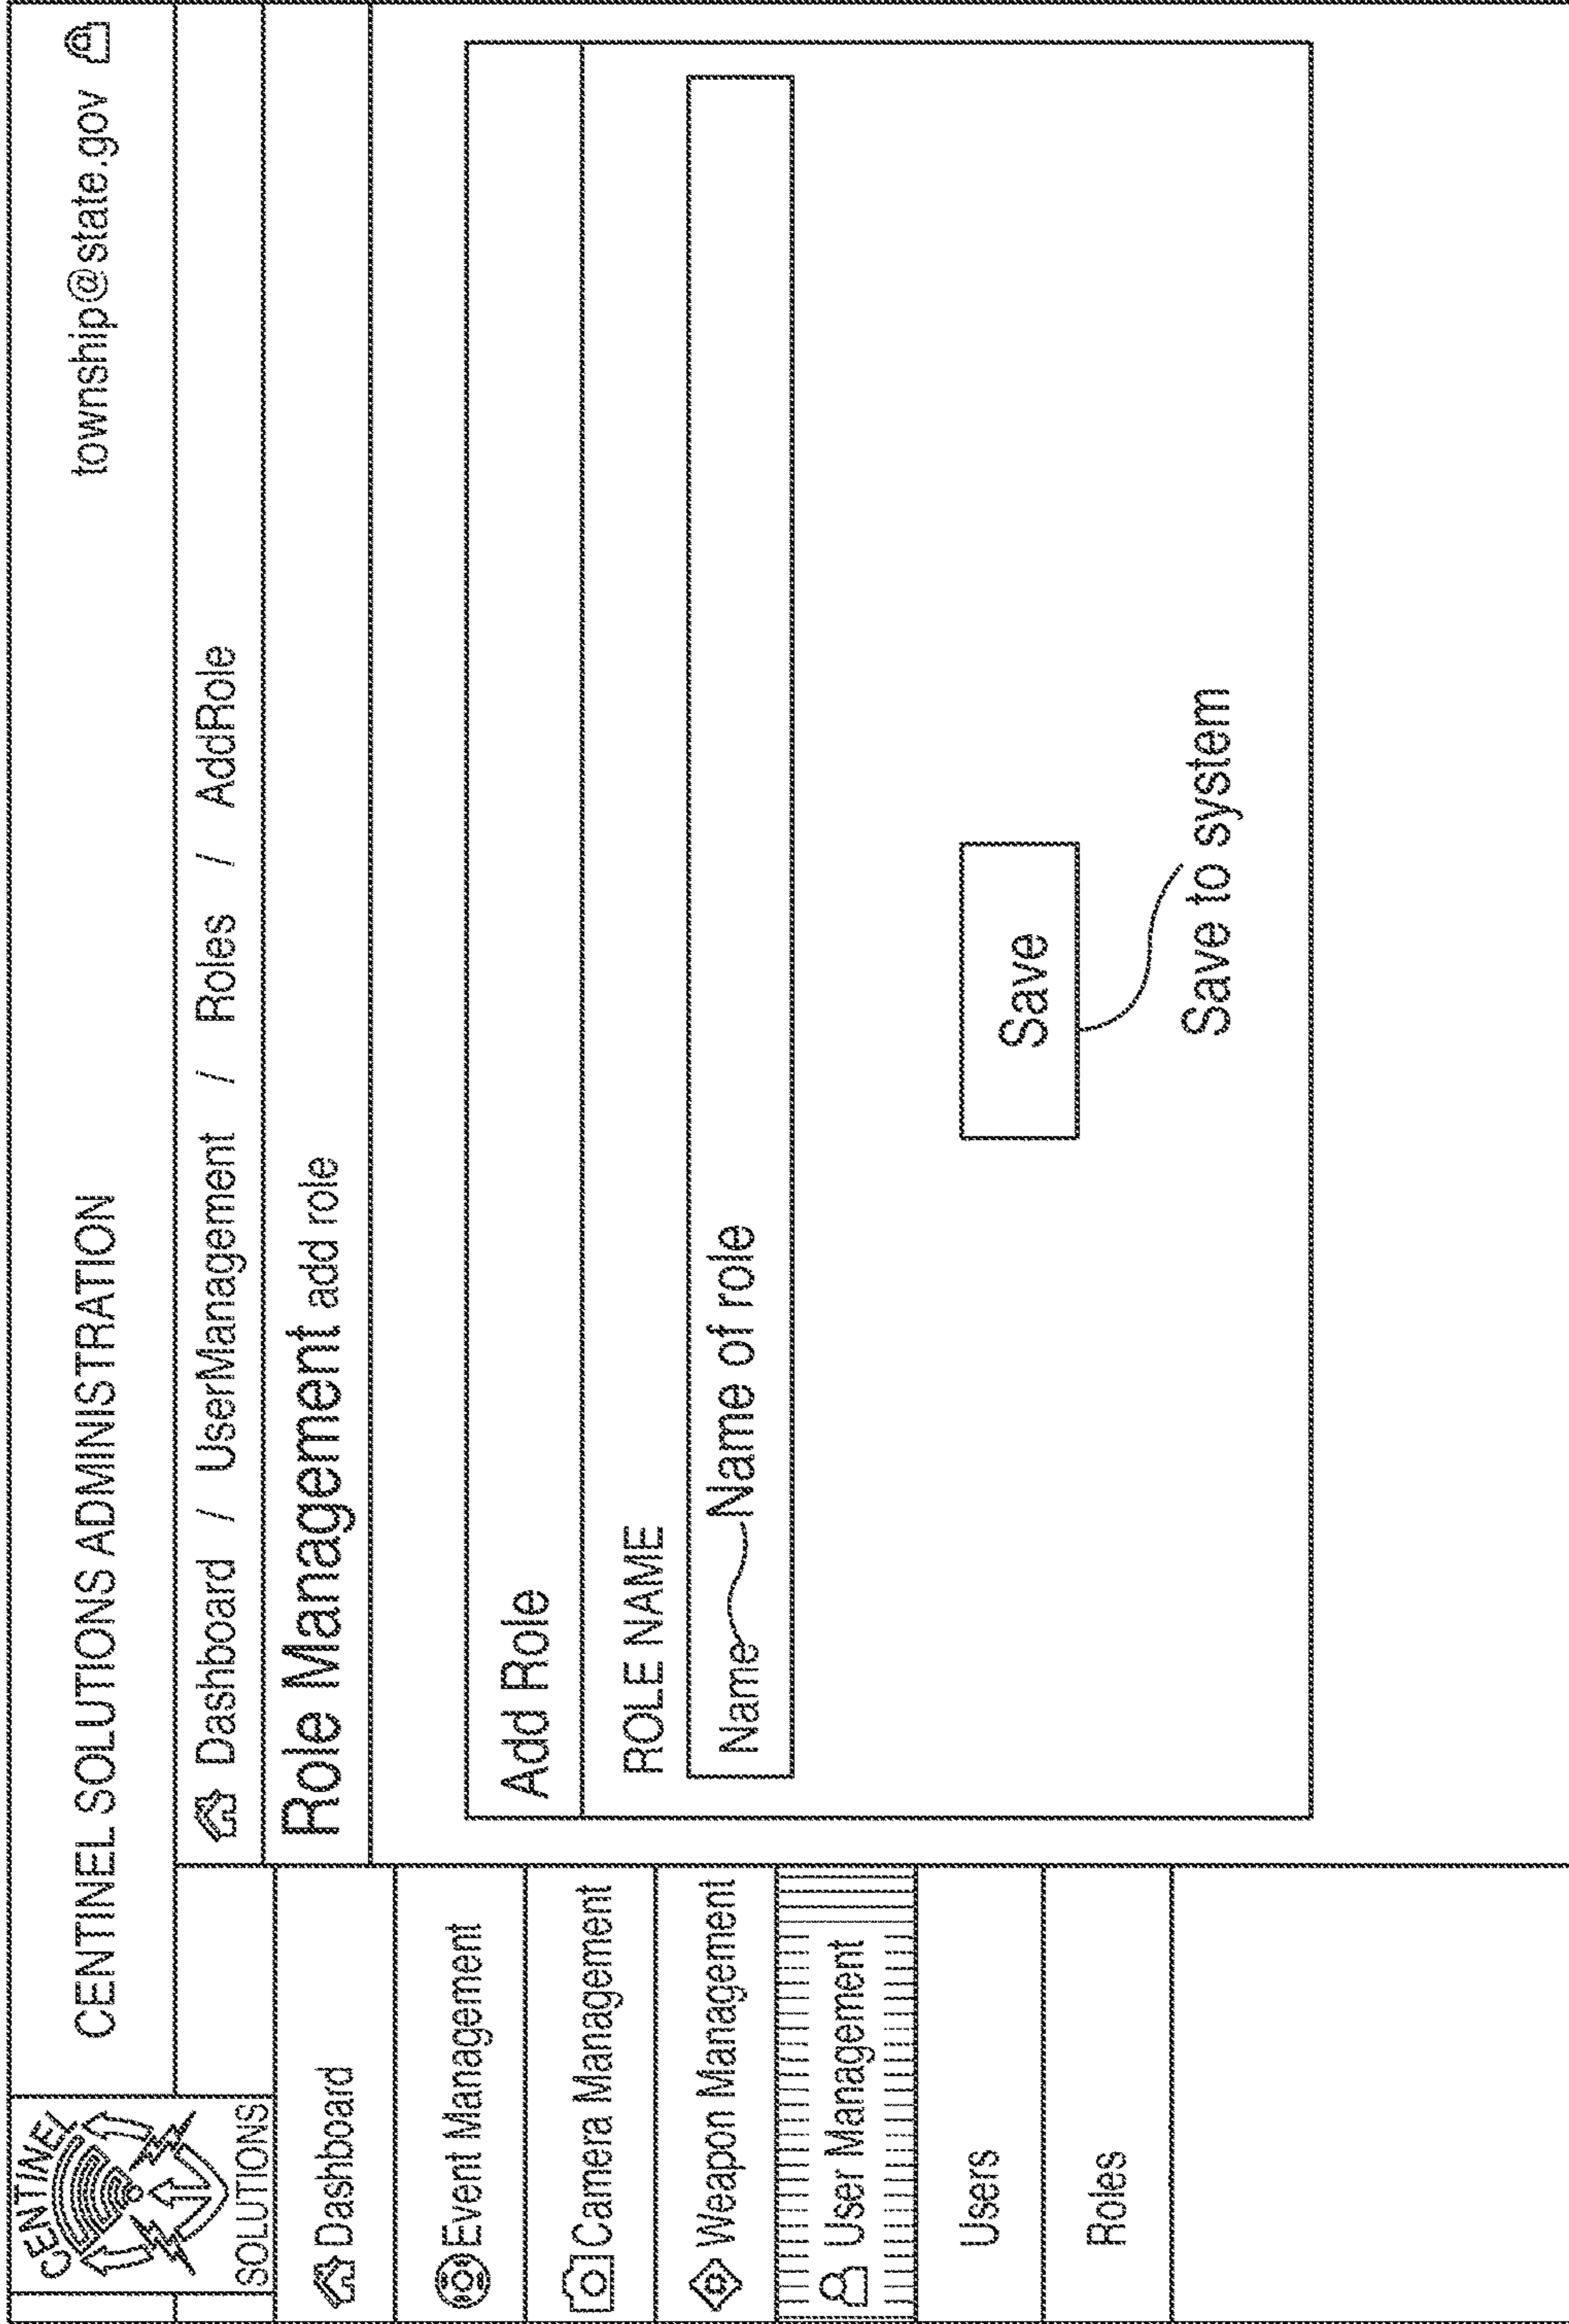 CENTINEL
SOLUTIONS
CENTINEL SOLUTIONS ADMINISTRATION
township@state.gov
Dashboard / UserManagement / Roles / AddRole
Role Management add role
Dashboard
Event Management
Camera Management
Weapon Management
User Management
Users
Roles
Add Role
ROLE NAME
Name Name of role
Save
Save to system